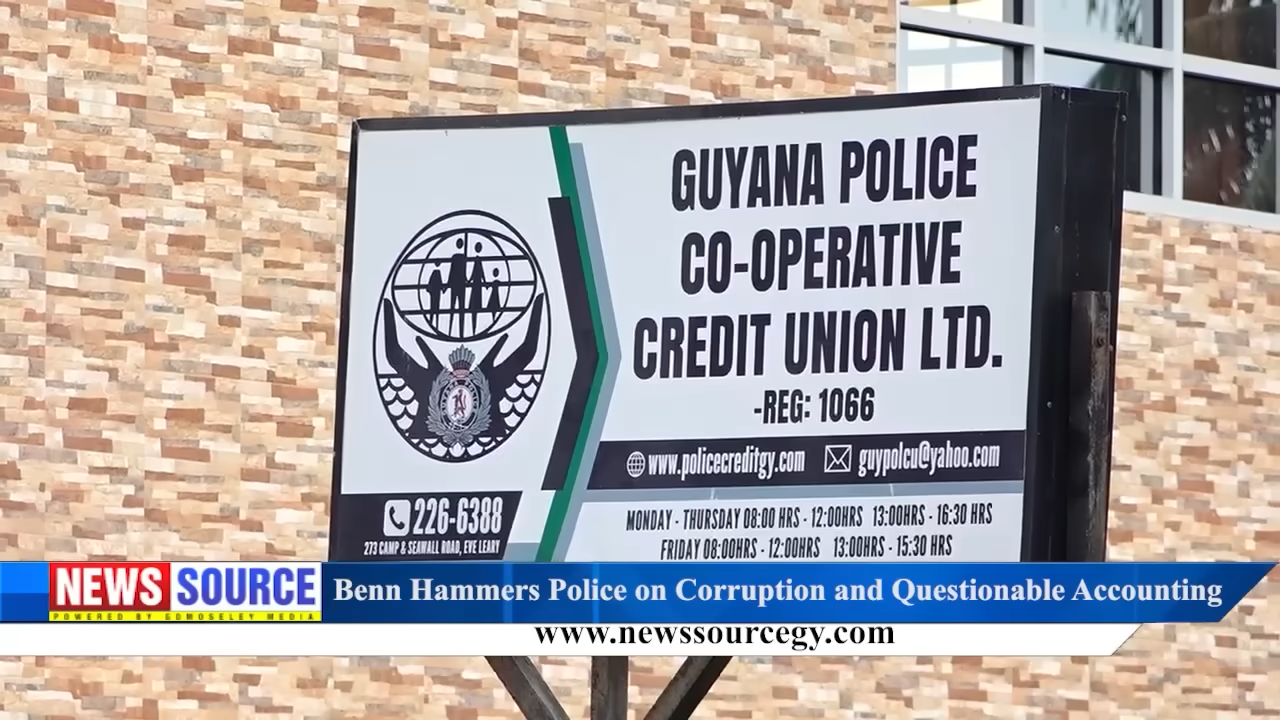 GUYANA POLICE
CO-OPERATIVE
CREDIT UNION LTD.
-REG: 1066
www.policecreditgy.com guypolcu@yahoo.com
226-6388
273 CAMP & SEAWALL ROAD, EVE LEARY
MONDAY - THURSDAY 08:00 HRS - 12:00HRS 13:00HRS - 16:30 HRS
FRIDAY 08:00HRS - 12:00HRS 13:00HRS - 15:30 HRS
NEWS SOURCE
POWERED BY GDMOSELEY MEDIA
Benn Hammers Police on Corruption and Questionable Accounting
www.newssourcegy.com